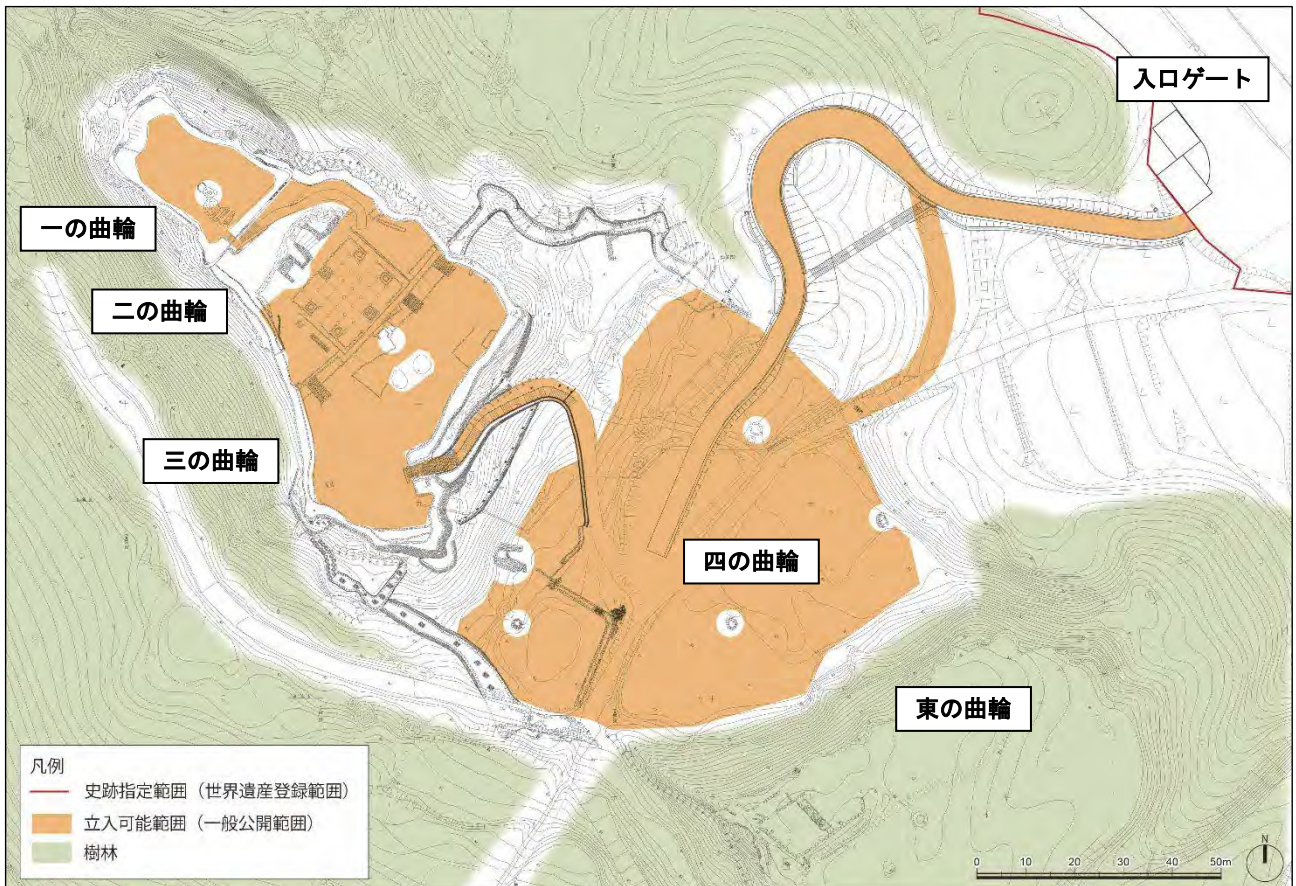 入口ゲート
一の曲輪
二の曲輪
三の曲輪
四の曲輪
東の曲輪
凡例
史跡指定範囲（世界遺産登録範囲）
立入可能範囲（一般公開範囲）
樹林
N
0 10 20 30 40 50m